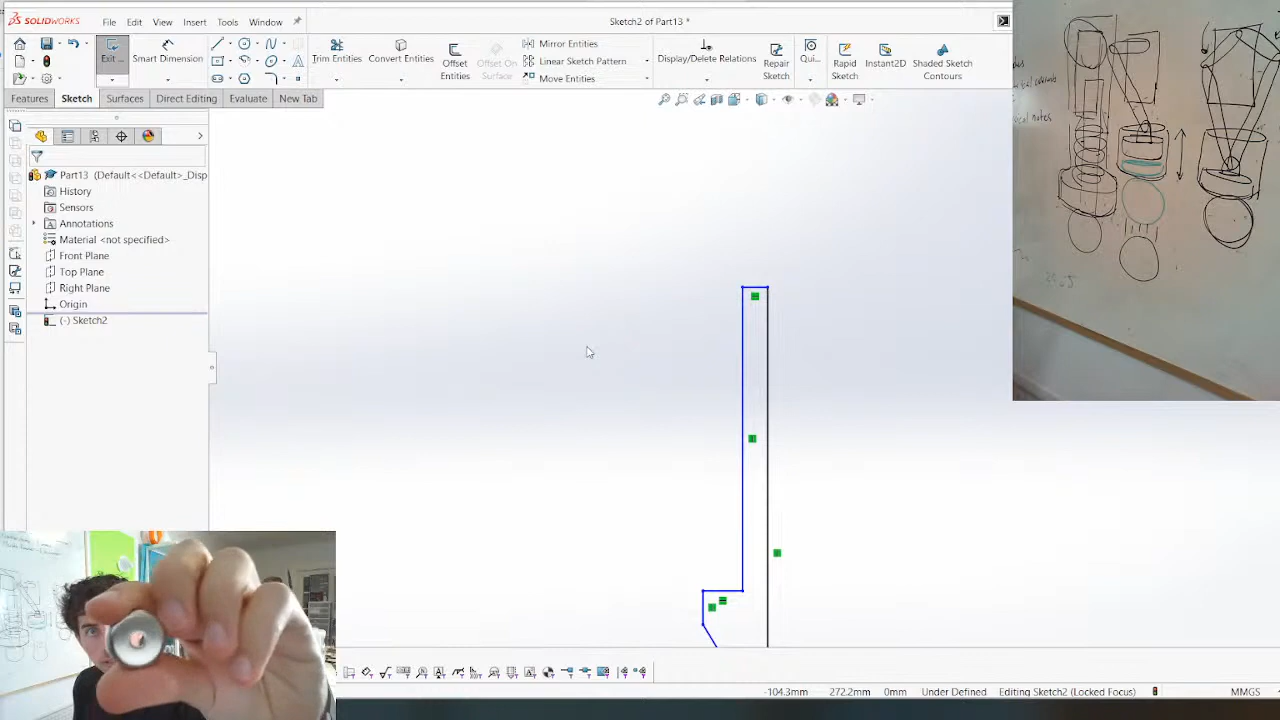 SOLIDWORKS
File
Edit
View
Insert
Tools
Window
Sketch2 of Part13 *
Exit ...
Smart Dimension
Trim Entities
Convert Entities
Offset
Entities
Offset On
Surface
Mirror Entities
Linear Sketch Pattern
Move Entities
Display/Delete Relations
Repair
Sketch
Qui...
Rapid
Sketch
Instant2D
Shaded Sketch
Contours
Features
Sketch
Surfaces
Direct Editing
Evaluate
New Tab
Part13 (Default<<Default>_Disp
History
Sensors
Annotations
Material <not specified>
Front Plane
Top Plane
Right Plane
Origin
(-) Sketch2
-104.3mm
272.2mm
0mm
Under Defined
Editing Sketch2 (Locked Focus)
MMGS